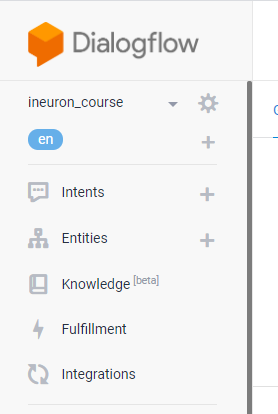 Dialogflow
ineuron_course
en
Intents
Entities
Knowledge [beta]
Fulfillment
Integrations